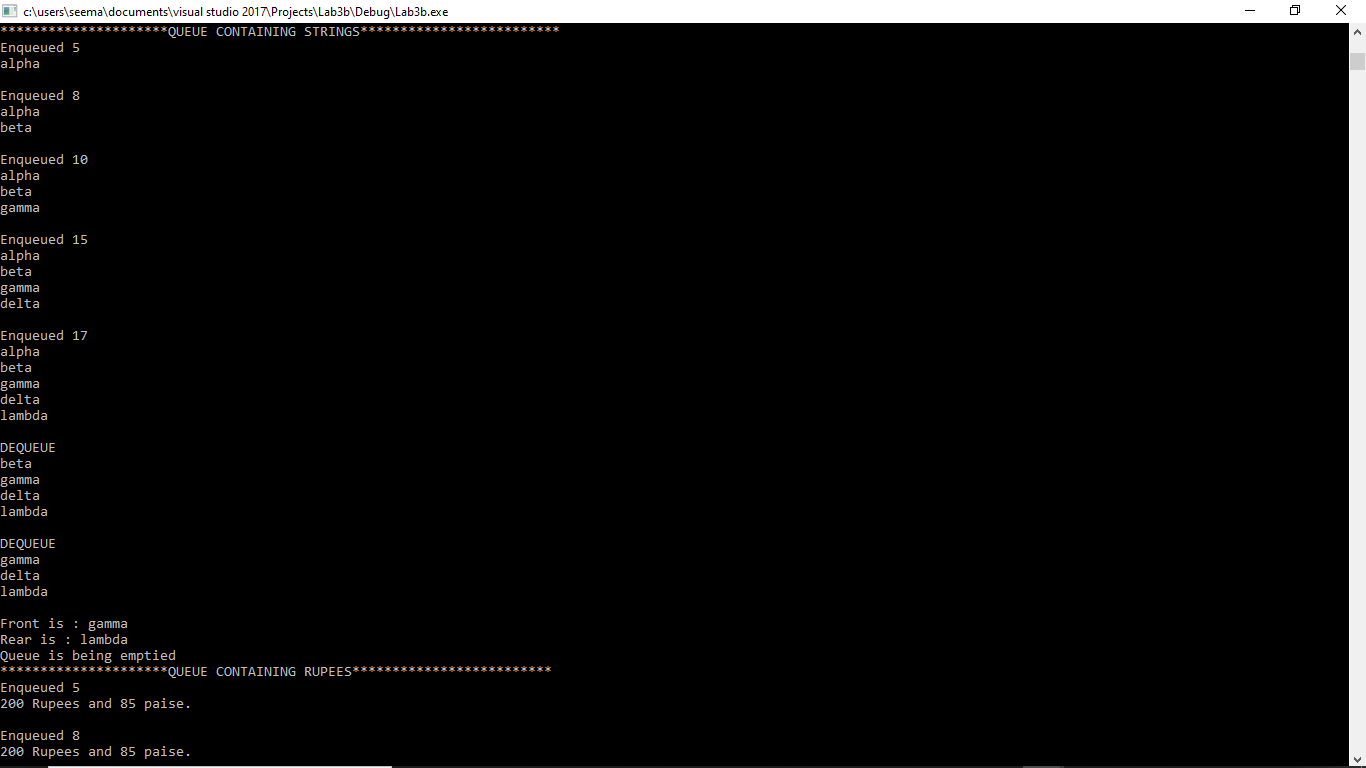 c:\users\seema\documents\visual studio 2017\Projects\Lab3b\Debug\Lab3b.exe
*********************QUEUE CONTAINING STRINGS*************************
Enqueued 5
alpha

Enqueued 8
alpha
beta

Enqueued 10
alpha
beta
gamma

Enqueued 15
alpha
beta
gamma
delta

Enqueued 17
alpha
beta
gamma
delta
lambda

DEQUEUE
beta
gamma
delta
lambda

DEQUEUE
gamma
delta
lambda

Front is : gamma
Rear is : lambda
Queue is being emptied
*********************QUEUE CONTAINING RUPEES*************************
Enqueued 5
200 Rupees and 85 paise.

Enqueued 8
200 Rupees and 85 paise.